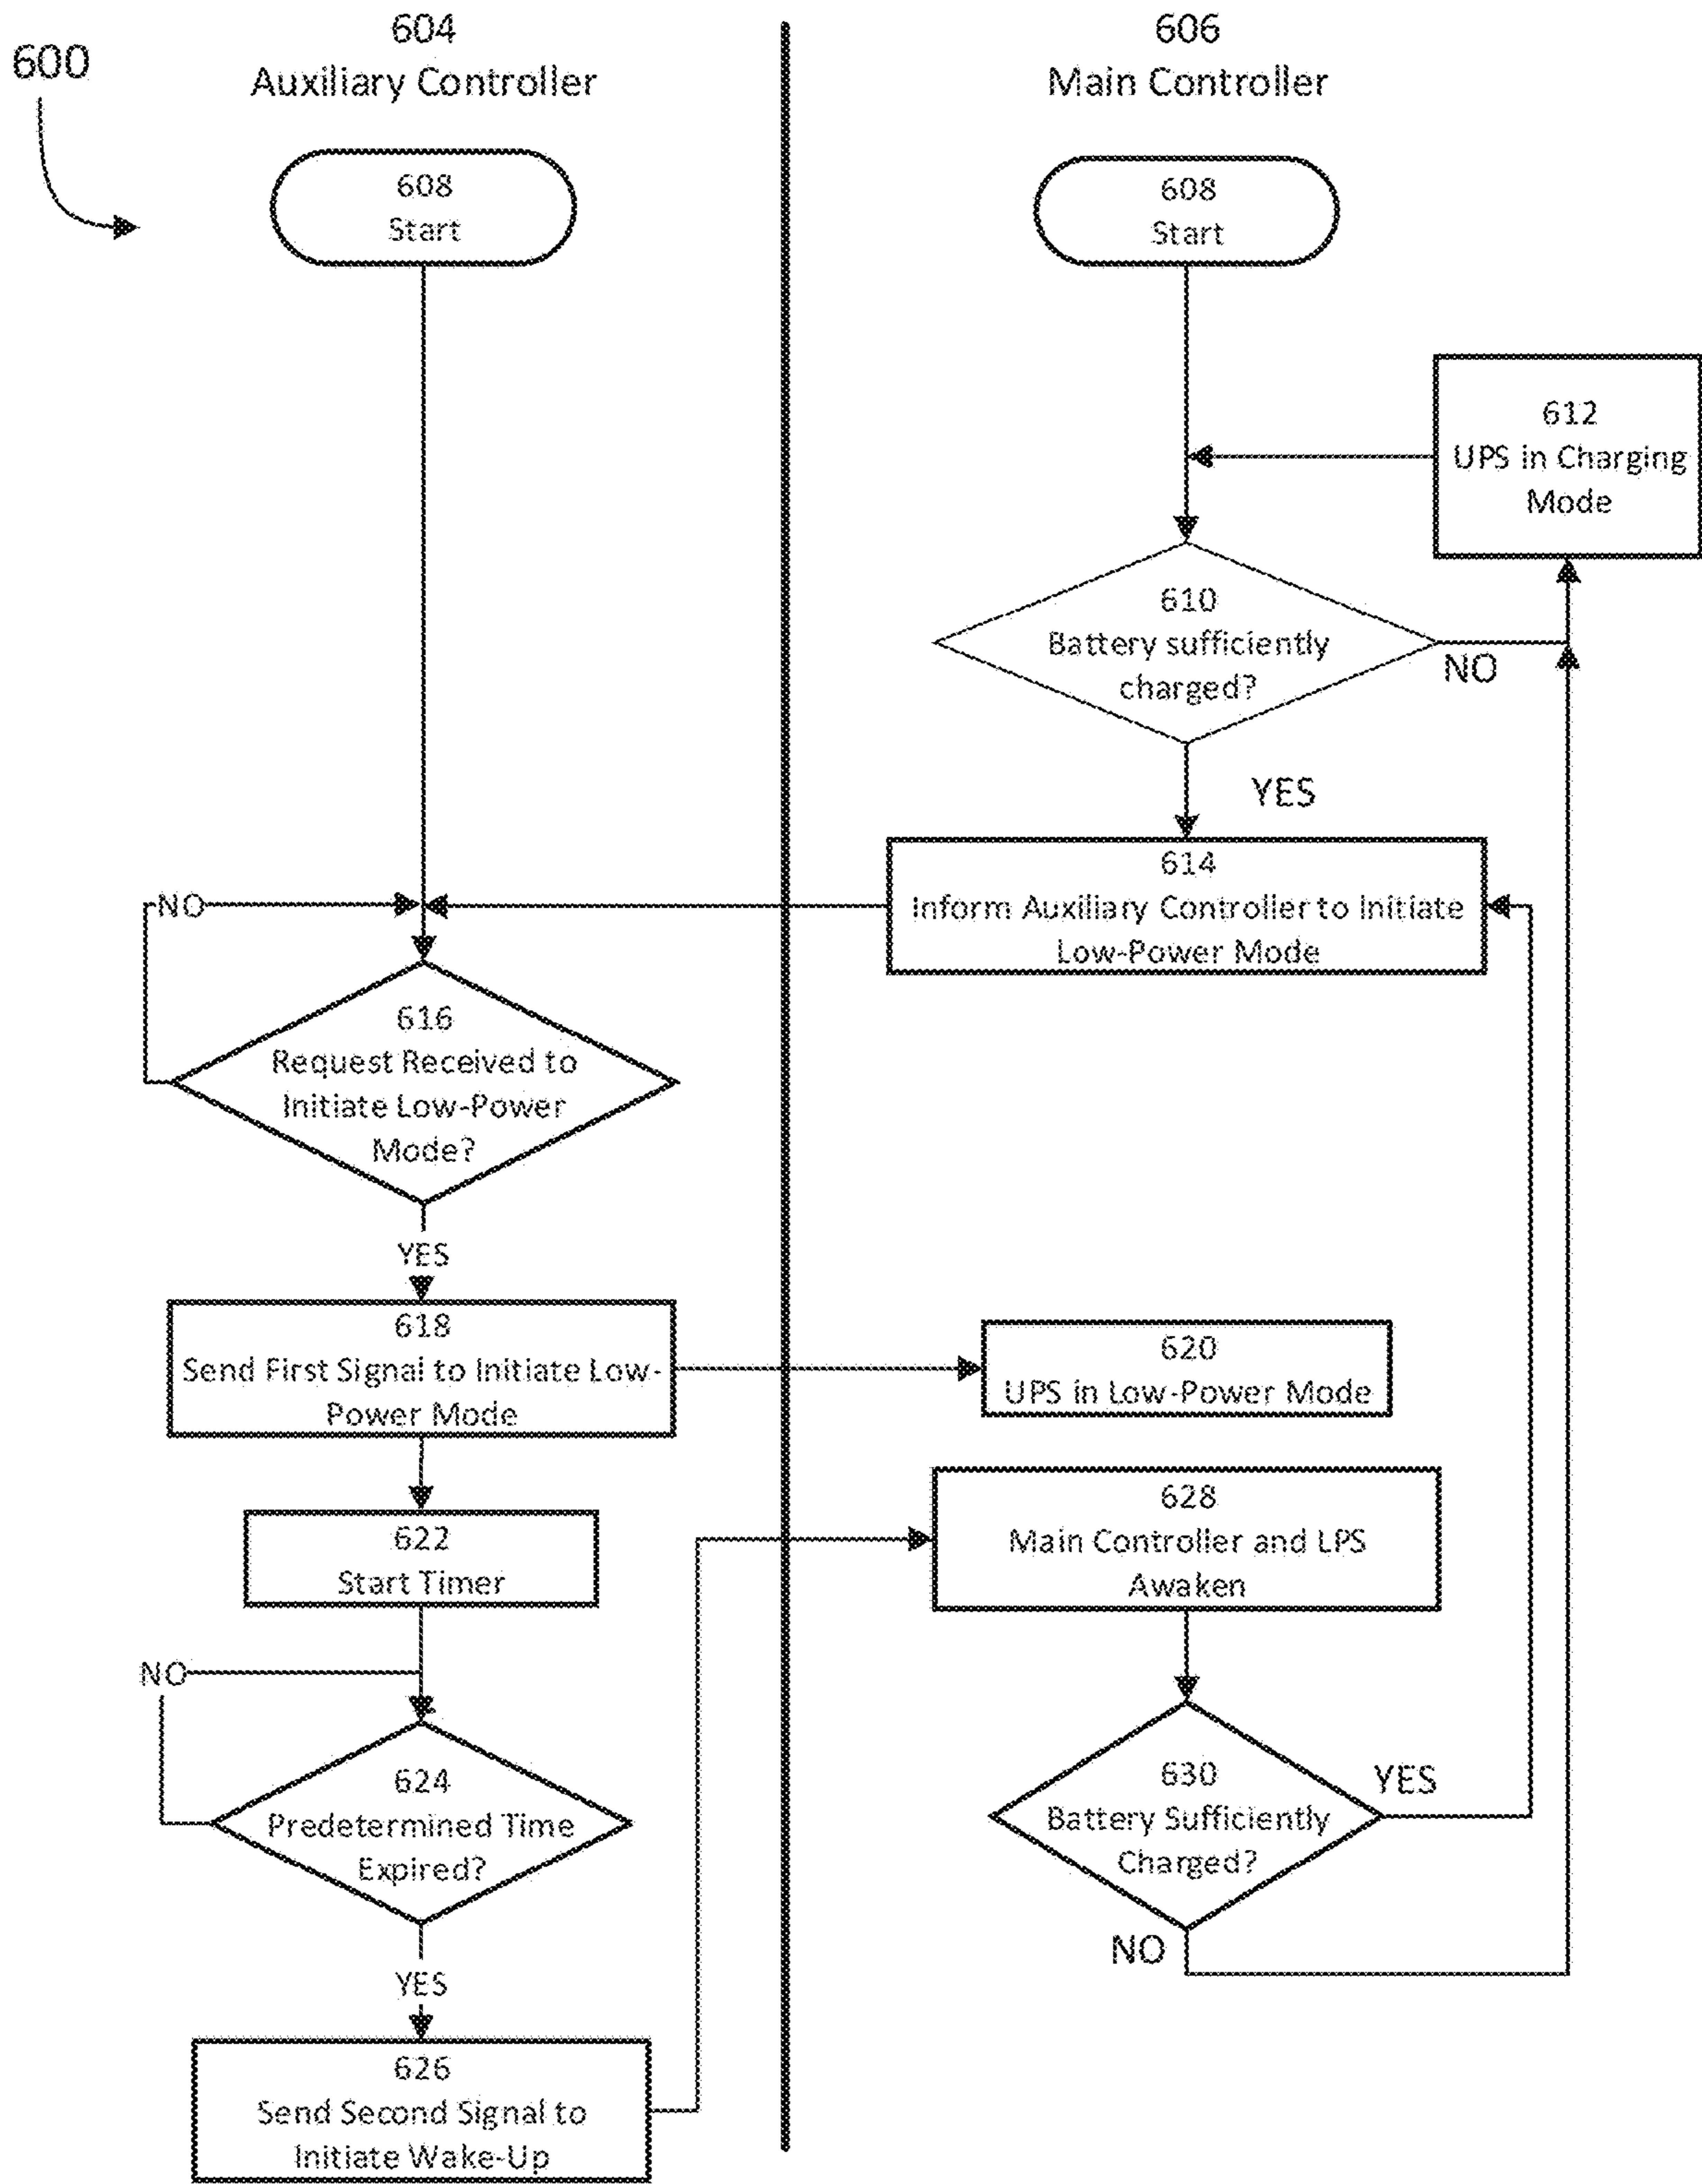 600
604
Auxiliary Controller
606
Main Controller
608
Start
608
Start
612
UPS in Charging
Mode
610
Battery sufficiently
charged?
NO
YES
614
Inform Auxiliary Controller to Initiate
Low-Power Mode
NO
616
Request Received to
Initiate Low-Power
Mode?
YES
618
Send First Signal to Initiate Low-
Power Mode
620
UPS in Low-Power Mode
622
Start Timer
628
Main Controller and LPS
Awaken
NO
624
Predetermined Time
Expired?
630
Battery Sufficiently
Charged?
YES
NO
YES
626
Send Second Signal to
Initiate Wake-Up